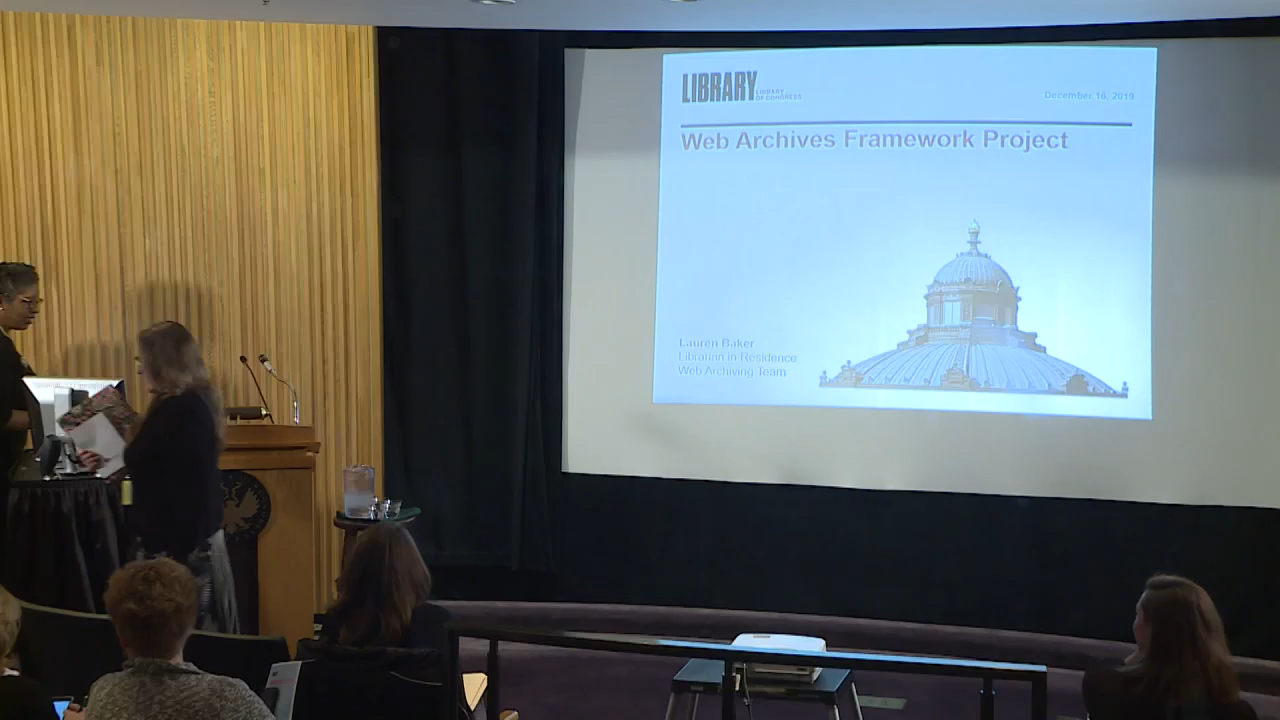 LIBRARY
LIBRARY
OF CONGRESS
December 16, 2019
Web Archives Framework Project
Lauren Baker
Librarian in Residence
Web Archiving Team